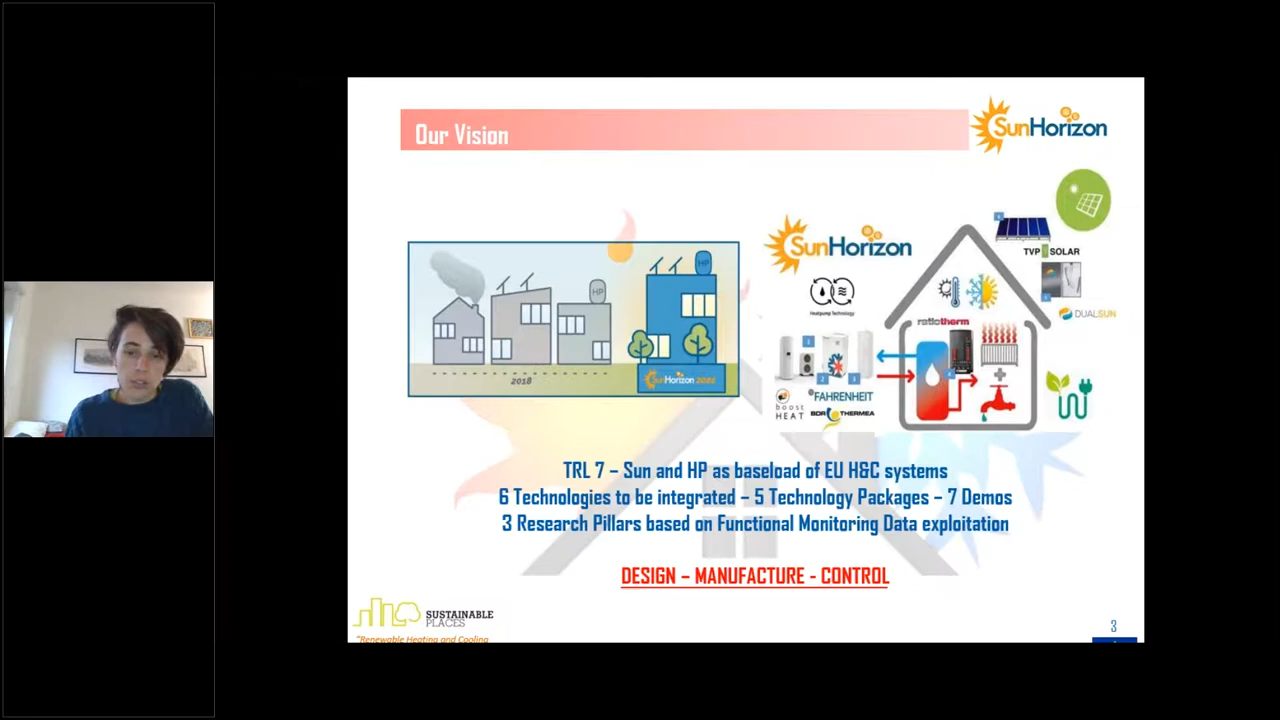 Our Vision
SunHorizon
HP
HP
2018
SunHorizon 2022
SunHorizon
Heatpump Technology
TVP SOLAR
DUALSUN
ratiotherm
FAHRENHEIT
boost
HEAT
BDR THERMEA
TRL 7 – Sun and HP as baseload of EU H&C systems
6 Technologies to be integrated – 5 Technology Packages – 7 Demos
3 Research Pillars based on Functional Monitoring Data exploitation
DESIGN – MANUFACTURE - CONTROL
SUSTAINABLE
PLACES
"Renewable Heating and Cooling
3